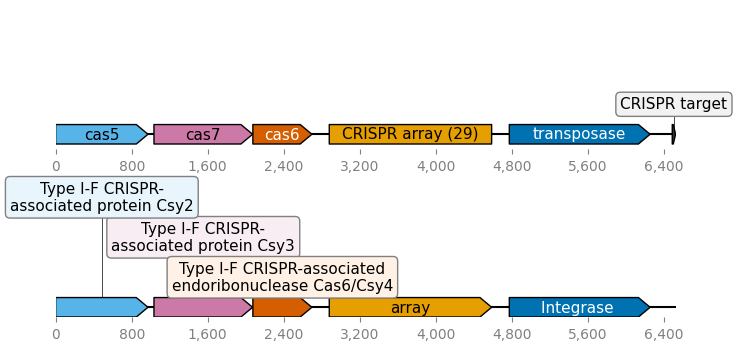 CRISPR target
cas5 cas7 cas6 CRISPR array (29) transposase
0 800 1,600 2,400 3,200 4,000 4,800 5,600 6,400
Type I-F CRISPR-
associated protein Csy2
Type I-F CRISPR-
associated protein Csy3
Type I-F CRISPR-associated
endoribonuclease Cas6/Csy4
array Integrase
0 800 1,600 2,400 3,200 4,000 4,800 5,600 6,400